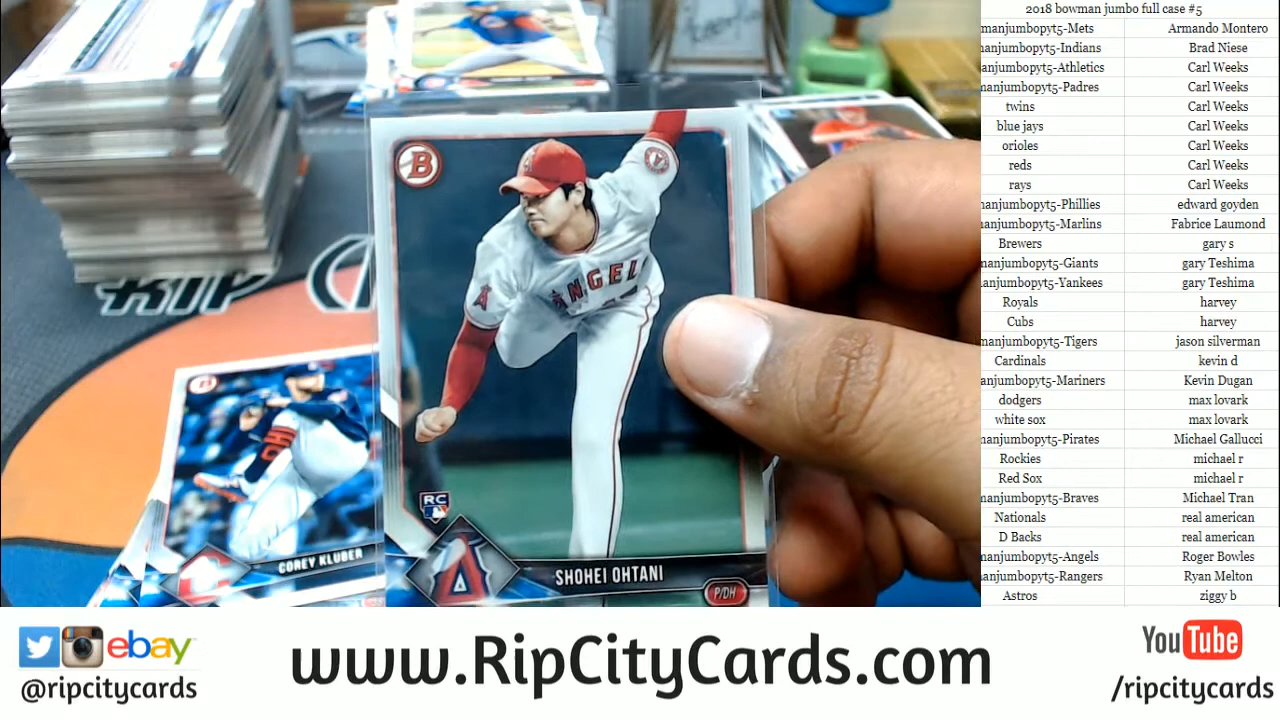 2018 bowman jumbo full case #5
manjumbopyt5-Mets Armando Montero
manjumbopyt5-Indians Brad Niese
anjumbopyt5-Athletics Carl Weeks
manjumbopyt5-Padres Carl Weeks
twins Carl Weeks
blue jays Carl Weeks
orioles Carl Weeks
reds Carl Weeks
rays Carl Weeks
manjumbopyt5-Phillies edward goyden
manjumbopyt5-Marlins Fabrice Laumond
Brewers gary s
manjumbopyt5-Giants gary Teshima
manjumbopyt5-Yankees gary Teshima
Royals harvey
Cubs harvey
manjumbopyt5-Tigers jason silverman
Cardinals kevin d
anjumbopyt5-Mariners Kevin Dugan
dodgers max lovark
white sox max lovark
manjumbopyt5-Pirates Michael Gallucci
Rockies michael r
Red Sox michael r
manjumbopyt5-Braves Michael Tran
Nationals real american
D Backs real american
manjumbopyt5-Angels Roger Bowles
manjumbopyt5-Rangers Ryan Melton
Astros ziggy b
B
A
ANGEL
A
RC
A
SHOHEI OHTANI
P/DH
RIP C
B
OHI
COREY KLUBER
ebay
@ripcitycards
www.RipCityCards.com
YouTube
/ripcitycards